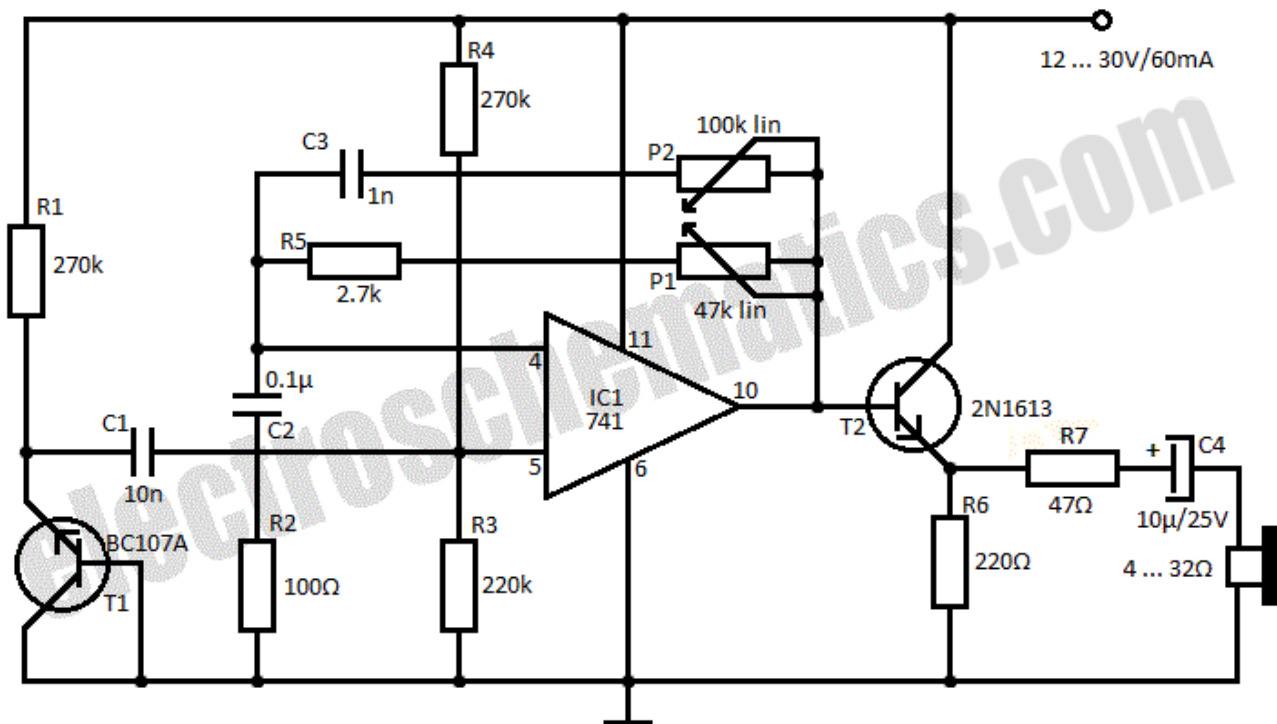 R4
270k
12 ... 30V/60mA
100k lin
C3
P2
1n
R1
270k
R5
2.7k
P1
47k lin
4
11
IC1
741
10
5
6
0.1µ
C2
C1
10n
T2
2N1613
R7
47Ω
+
C4
10µ/25V
R2
100Ω
R3
220k
R6
220Ω
4 ... 32Ω
BC107A
T1
electroschematics.com